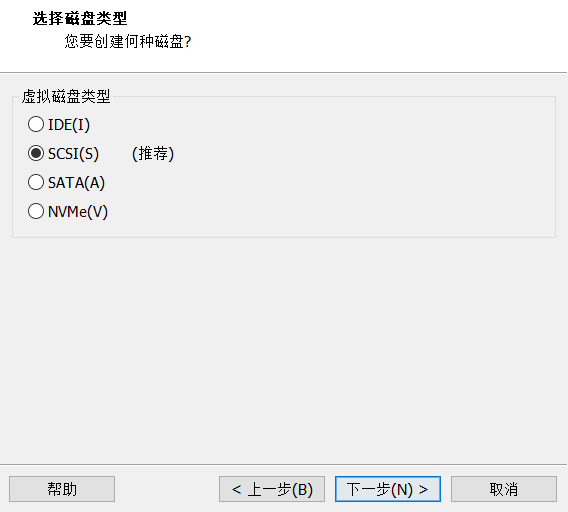 选择磁盘类型
您要创建何种磁盘?
虚拟磁盘类型
IDE(I)
SCSI(S) (推荐)
SATA(A)
NVMe(V)
帮助 < 上一步(B) 下一步(N) > 取消